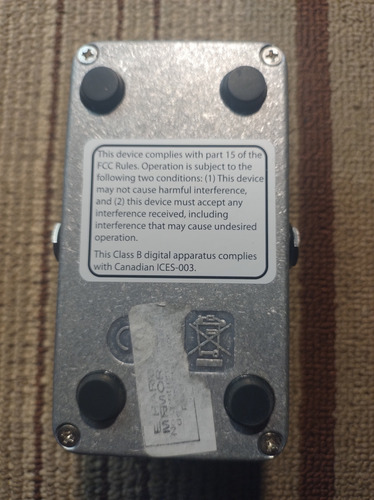 This device complies with part 15 of the
FCC Rules. Operation is subject to the
following two conditions: (1) This device
may not cause harmful interference,
and (2) this device must accept any
interference received, including
interference that may cause undesired
operation.
This Class B digital apparatus complies
with Canadian ICES-003.